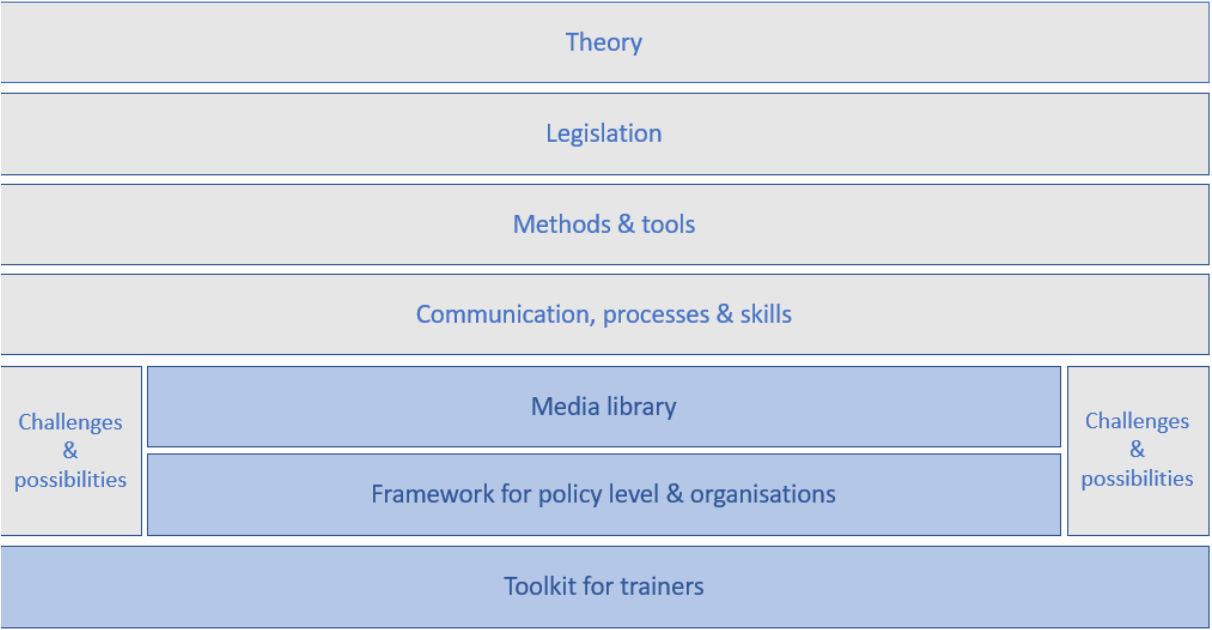 Theory
Legislation
Methods & tools
Communication, processes & skills
Challenges
&
possibilities
Media library
Framework for policy level & organisations
Challenges
&
possibilities
Toolkit for trainers